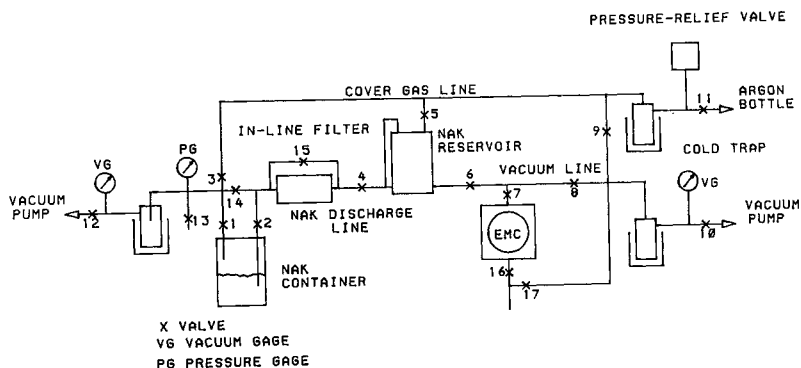 PRESSURE-RELIEF VALVE
COVER GAS LINE
11
ARGON
BOTTLE
5
9
IN-LINE FILTER
NAK
RESERVOIR
PG
15
COLD TRAP
VG
VACUUM LINE
VG
3
4
6
VACUUM
PUMP
14
7
8
VACUUM
PUMP
12
13
1
2
NAK DISCHARGE
LINE
EMC
10
NAK
CONTAINER
16
17
X VALVE
VG VACUUM GAGE
PG PRESSURE GAGE